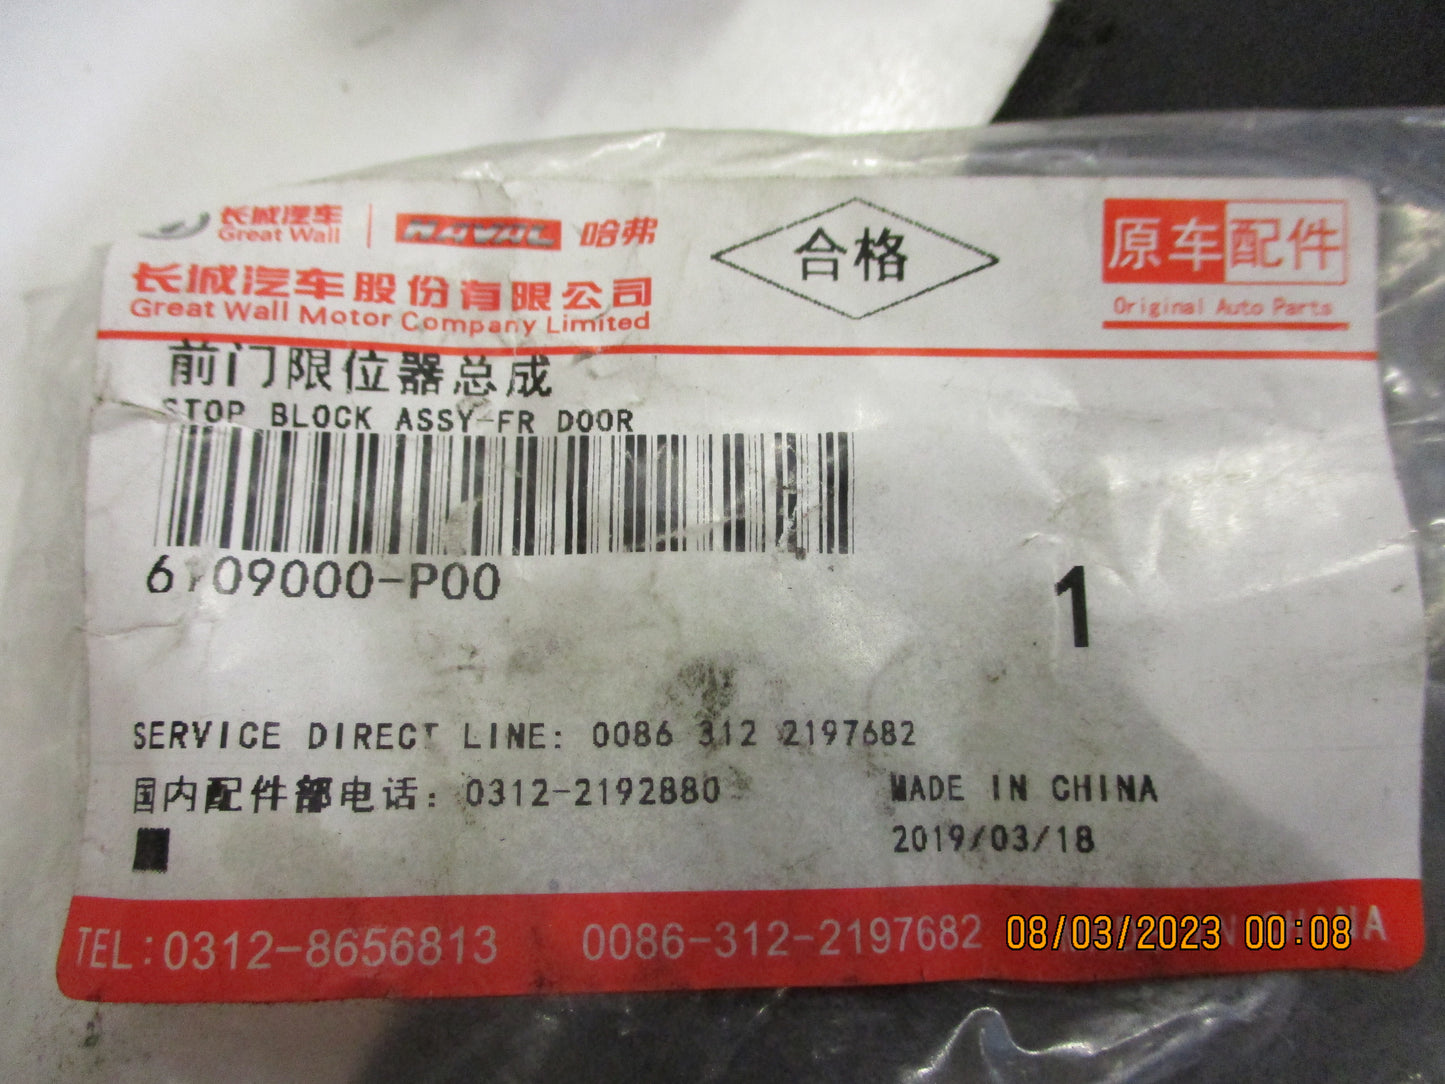 长城汽车 哈弗
Great Wall HAVAL
长城汽车股份有限公司
Great Wall Motor Company Limited
合格
原车配件
Original Auto Parts
前门限位器总成
STOP BLOCK ASSY-FR DOOR
1
SERVICE DIRECT LINE: 0086 312 2197682
国内配件部电话: 0312-2192880
MADE IN CHINA
2019/03/18
TEL:0312-8656813 0086-312-2197682
08/03/2023 00:08